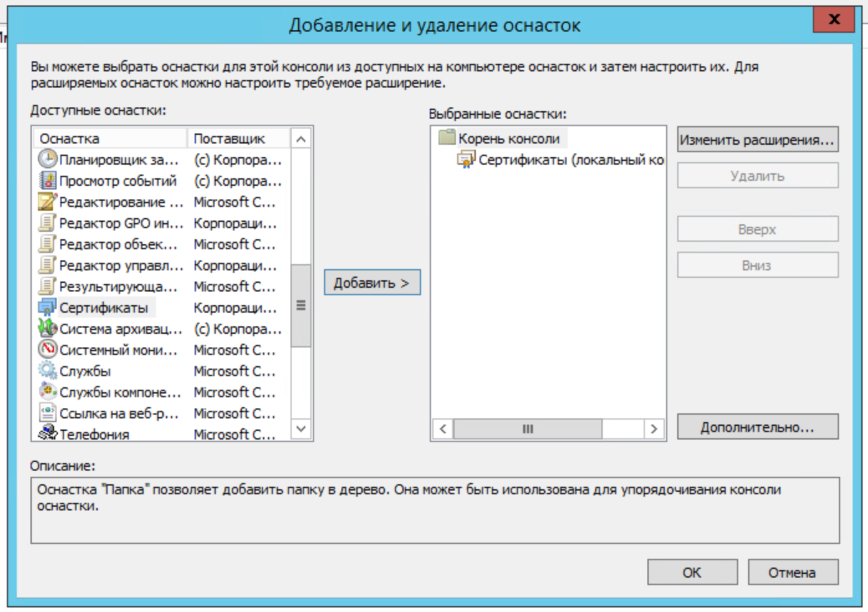 Добавление и удаление оснасток
x
Вы можете выбрать оснастки для этой консоли из доступных на компьютере оснасток и затем настроить их. Для
расширяемых оснасток можно настроить требуемое расширение.
Доступные оснастки:
Оснастка Поставщик
Планировщик за... (c) Корпора...
Просмотр событий (c) Корпора...
Редактирование ... Microsoft C...
Редактор GPO ин... Корпораци...
Редактор объек... Microsoft C...
Редактор управл... Корпораци...
Результирующа... Microsoft C...
Сертификаты Корпораци...
Система архивац... (c) Корпора...
Системный мони... Microsoft C...
Службы Microsoft C...
Службы компоне... Microsoft C...
Ссылка на веб-р... Microsoft C...
Телефония Microsoft C...
Добавить >
Выбранные оснастки:
Корень консоли
Сертификаты (локальный ко
Изменить расширения...
Удалить
Вверх
Вниз
Дополнительно...
Описание:
Оснастка "Папка" позволяет добавить папку в дерево. Она может быть использована для упорядочивания консоли
оснастки.
ОК
Отмена